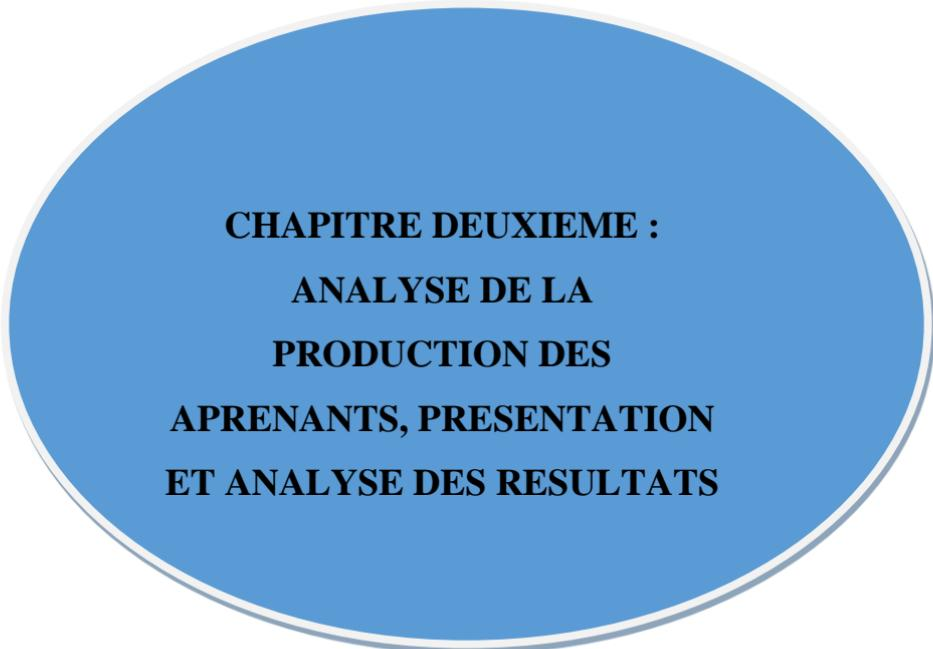 CHAPITRE DEUXIEME :
ANALYSE DE LA
PRODUCTION DES
APRENANTS, PRESENTATION
ET ANALYSE DES RESULTATS